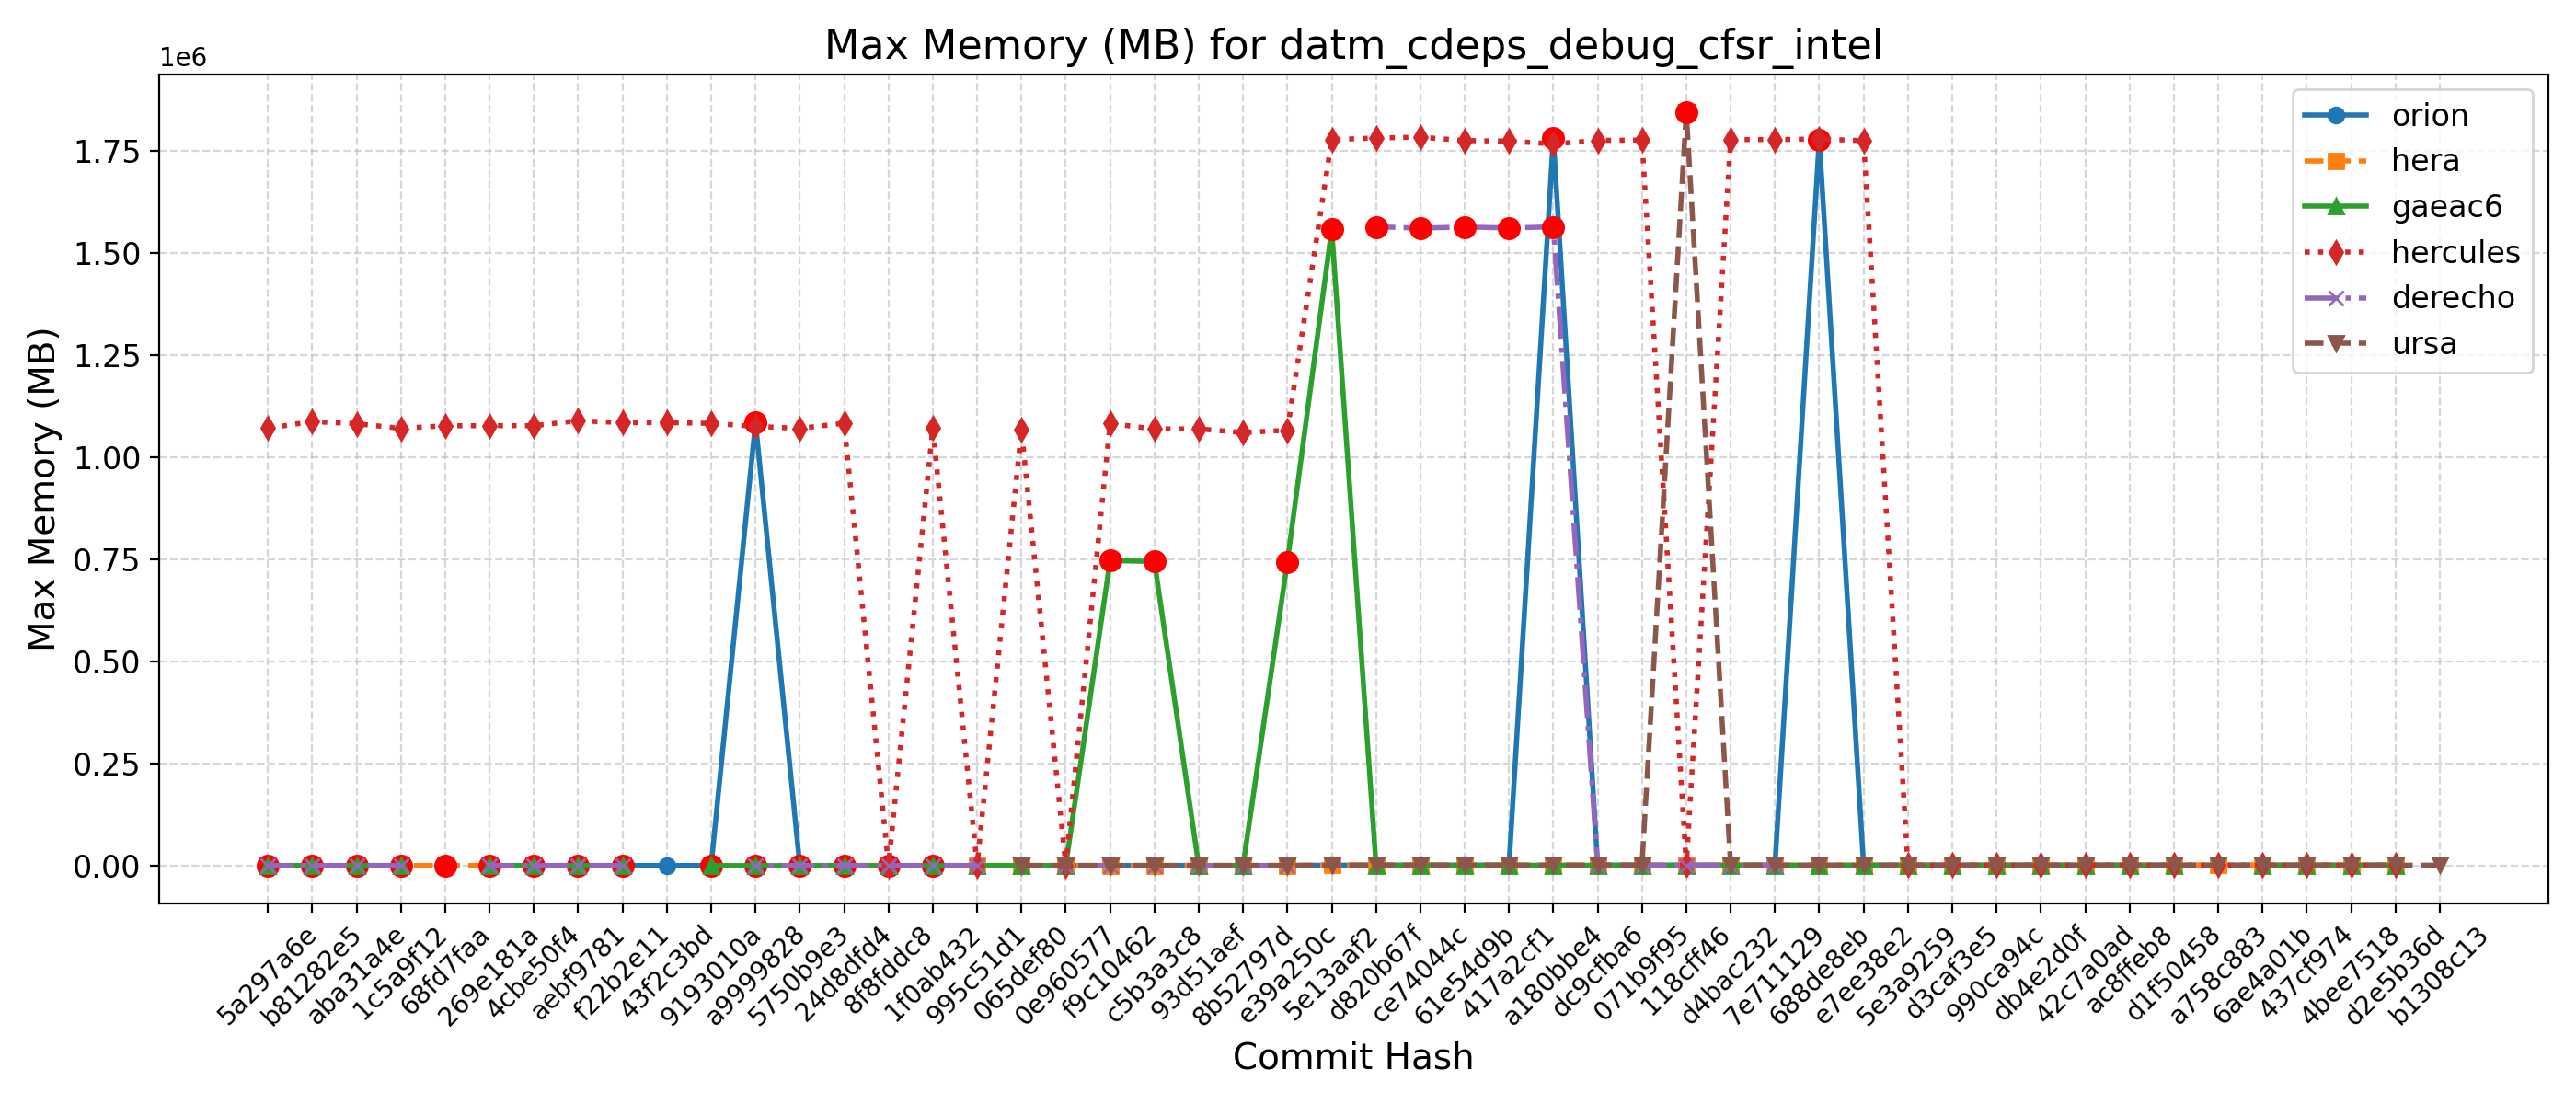 Max Memory (MB) for datm_cdeps_debug_cfsr_intel
1e6
1.75
1.50
1.25
1.00
0.75
0.50
0.25
0.00
Max Memory (MB)
orion
hera
gaeac6
hercules
derecho
ursa
5a297a6e
b81282e5
aba31a4e
1c5a9f12
68fd7faa
269e181a
4cbe50f4
aebf9781
f22b2e11
43f2c3bd
9193010a
a9999828
5750b9e3
24d8dfd4
8f8fddc8
1f0ab432
995c51d1
065def80
0e960577
f9c10462
c5b3a3c8
93d51aef
8b52797d
e39a250c
5e13aaf2
d820b67f
ce74044c
61e54d9b
417a2cf1
a180bbe4
dc9cfba6
071b9f95
118cff46
d4bac232
7e711129
688de8eb
e7ee38e2
5e3a9259
d3caf3e5
990ca94c
db4e2d0f
42c7a0ad
ac8ffeb8
d1f50458
a758c883
6ae4a01b
437cf974
4bee7518
d2e5b36d
b1308c13
Commit Hash